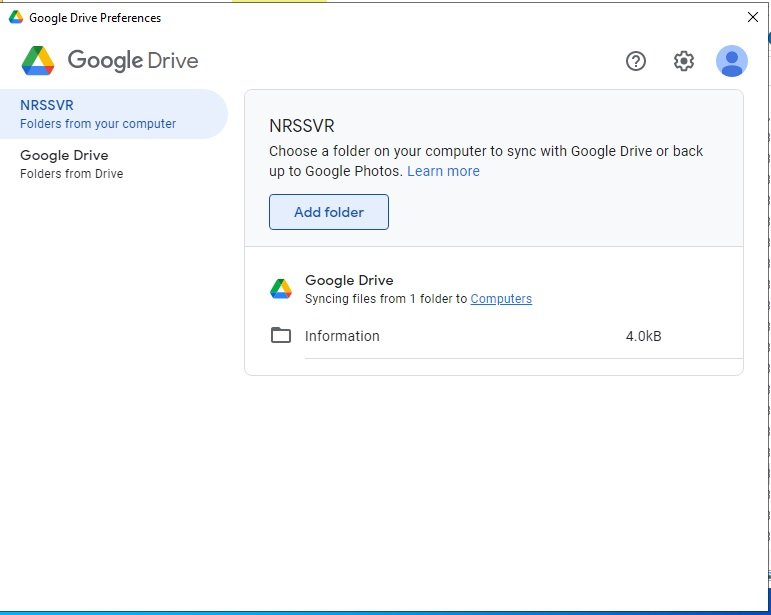 Google Drive Preferences
Google Drive
NRSSVR
Folders from your computer
Google Drive
Folders from Drive
NRSSVR
Choose a folder on your computer to sync with Google Drive or back
up to Google Photos. Learn more
Add folder
Google Drive
Syncing files from 1 folder to Computers
Information 4.0kB